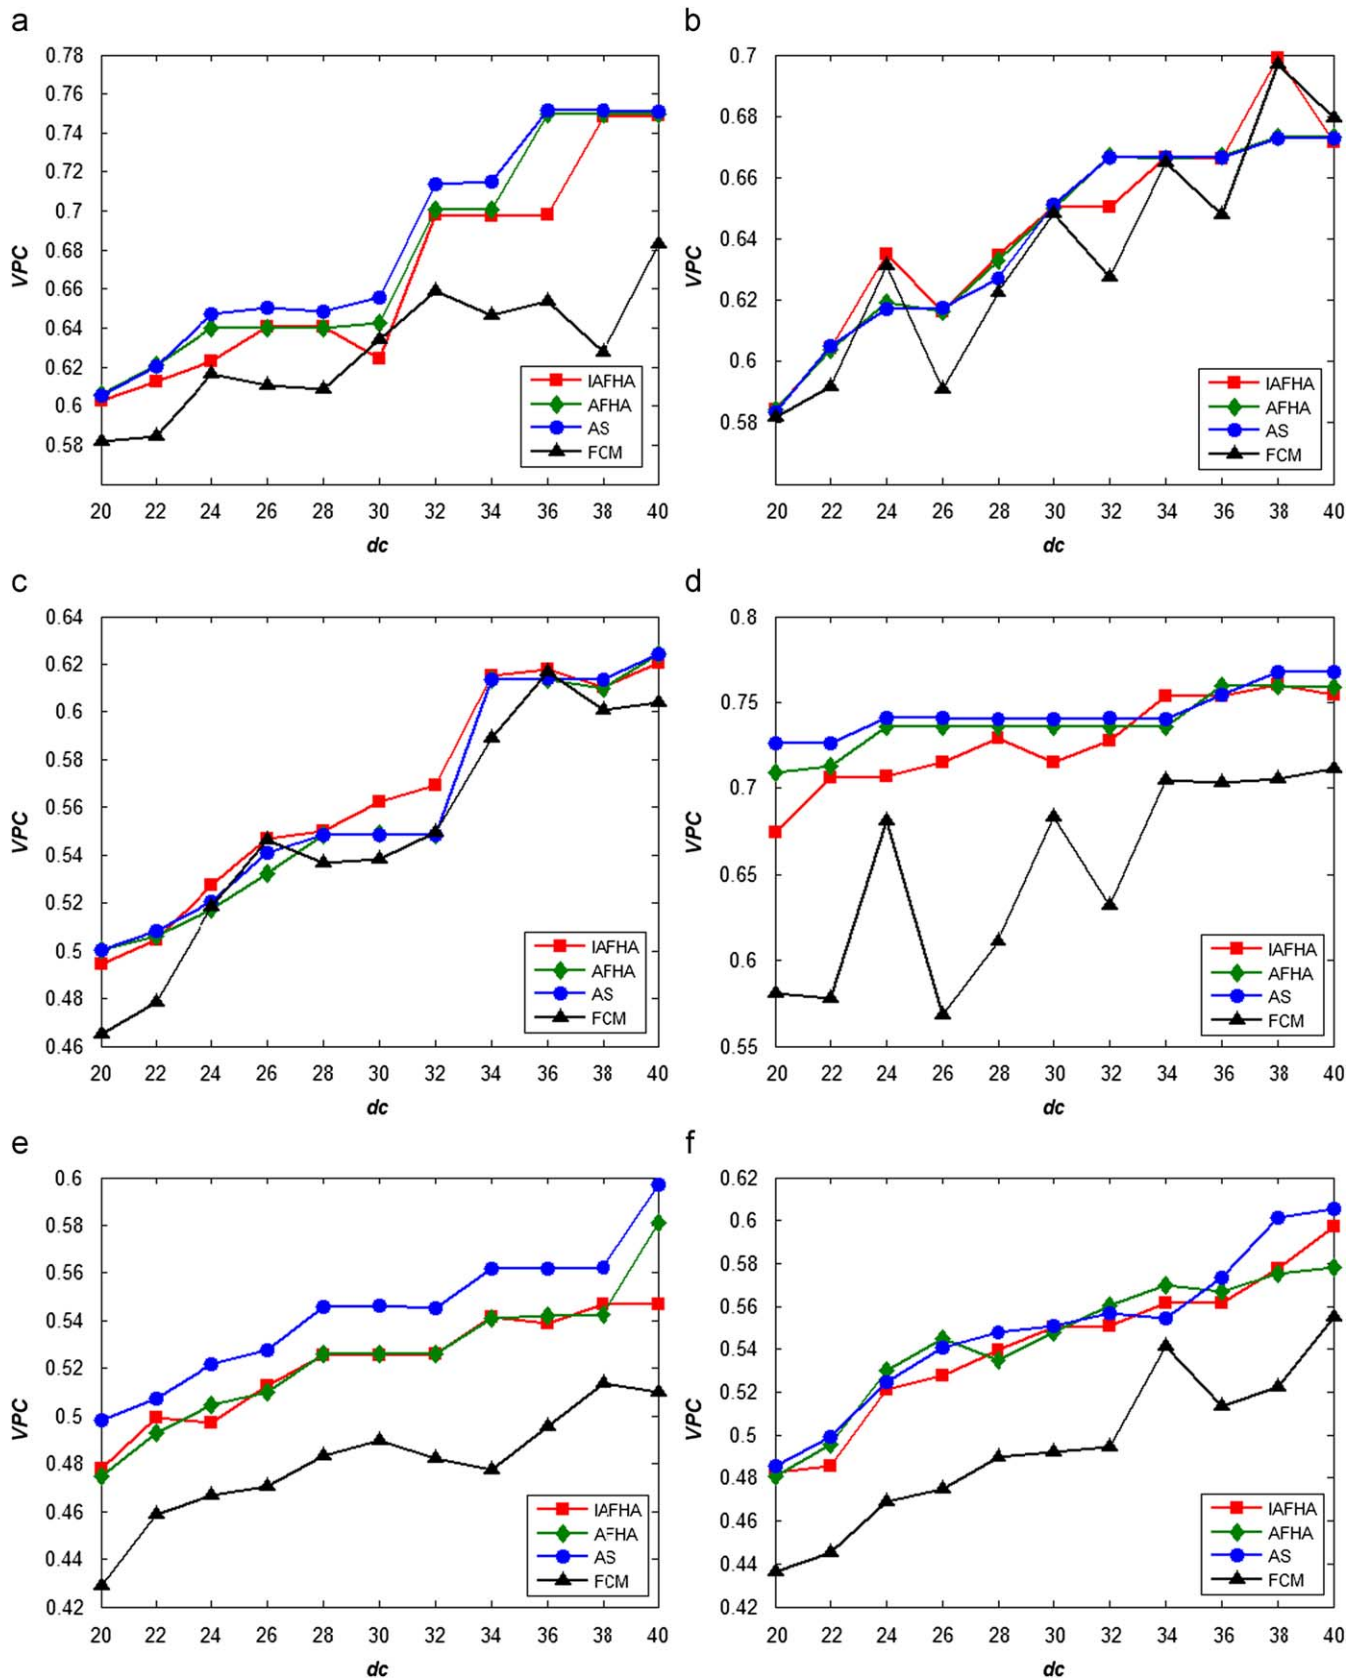 a
0.78
0.76
0.74
0.72
0.7
0.68
0.66
0.64
0.62
0.6
0.58
VPC
IAFHA
AFHA
AS
FCM
20 22 24 26 28 30 32 34 36 38 40
dc
b
0.7
0.68
0.66
0.64
0.62
0.6
0.58
VPC
IAFHA
AFHA
AS
FCM
20 22 24 26 28 30 32 34 36 38 40
dc
c
0.64
0.62
0.6
0.58
0.56
0.54
0.52
0.5
0.48
0.46
VPC
IAFHA
AFHA
AS
FCM
20 22 24 26 28 30 32 34 36 38 40
dc
d
0.8
0.75
0.7
0.65
0.6
0.55
VPC
IAFHA
AFHA
AS
FCM
20 22 24 26 28 30 32 34 36 38 40
dc
e
0.6
0.58
0.56
0.54
0.52
0.5
0.48
0.46
0.44
0.42
VPC
IAFHA
AFHA
AS
FCM
20 22 24 26 28 30 32 34 36 38 40
dc
f
0.62
0.6
0.58
0.56
0.54
0.52
0.5
0.48
0.46
0.44
0.42
VPC
IAFHA
AFHA
AS
FCM
20 22 24 26 28 30 32 34 36 38 40
dc